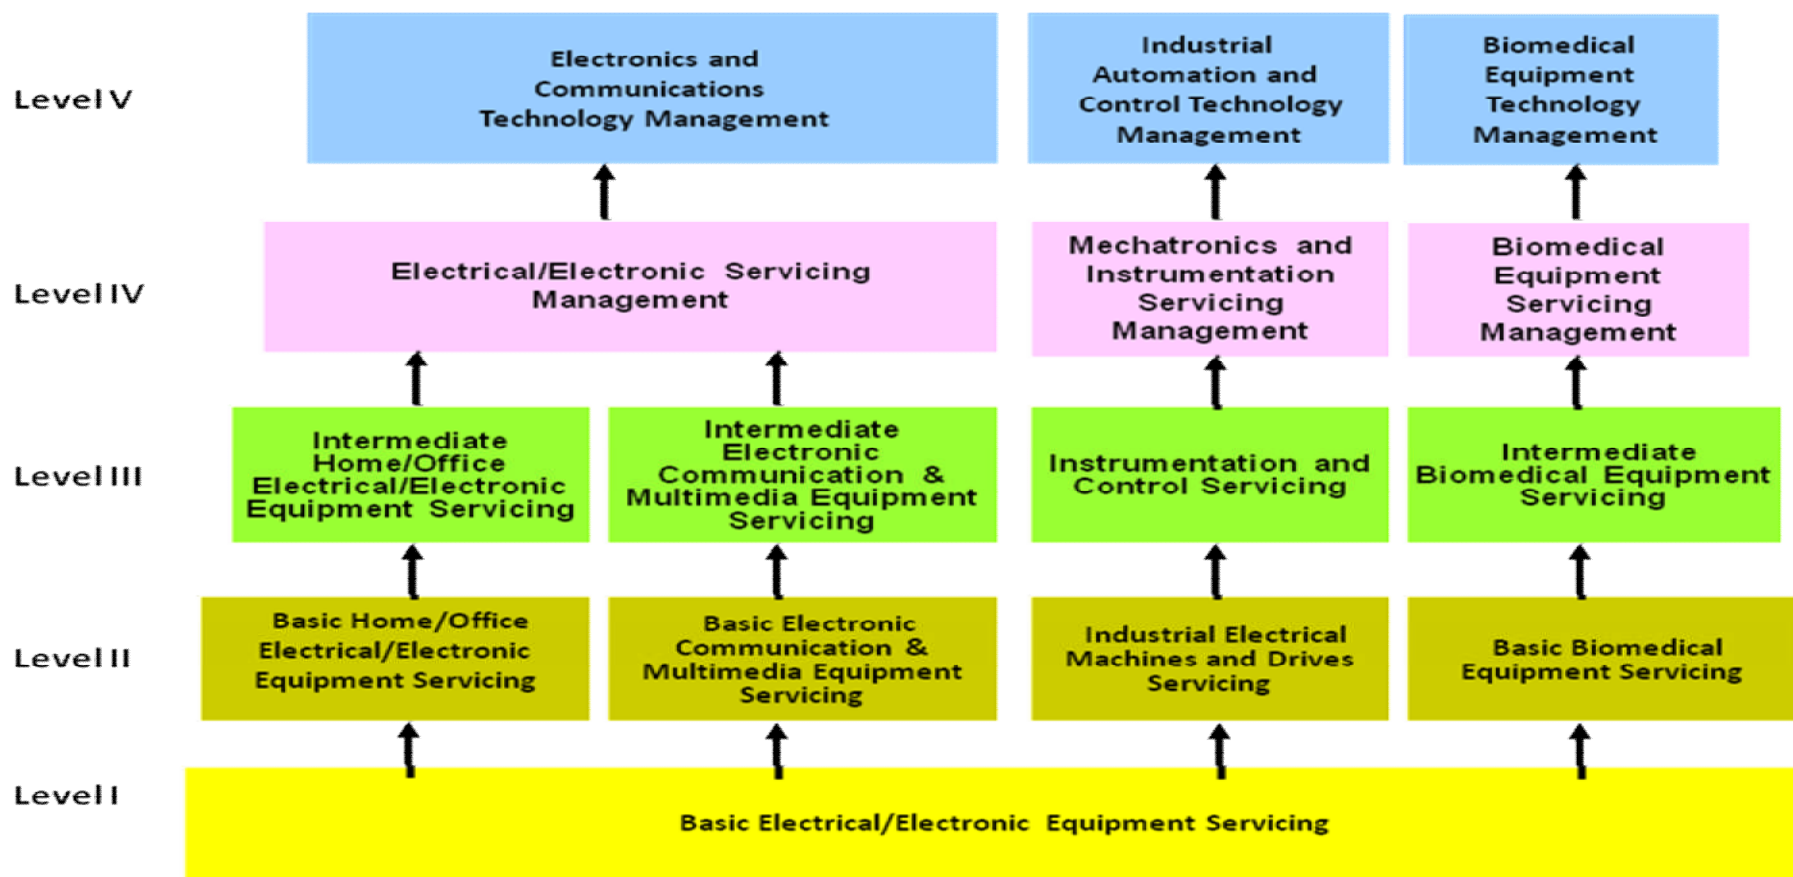 Level V
Electronics and
Communications
Technology Management
Industrial
Automation and
Control Technology
Management
Biomedical
Equipment
Technology
Management
Level IV
Electrical/Electronic Servicing
Management
Mechatronics and
Instrumentation
Servicing
Management
Biomedical
Equipment
Servicing
Management
Level III
Intermediate
Home/Office
Electrical/Electronic
Equipment Servicing
Intermediate
Electronic
Communication &
Multimedia Equipment
Servicing
Instrumentation and
Control Servicing
Intermediate
Biomedical Equipment
Servicing
Level II
Basic Home/Office
Electrical/Electronic
Equipment Servicing
Basic Electronic
Communication &
Multimedia Equipment
Servicing
Industrial Electrical
Machines and Drives
Servicing
Basic Biomedical
Equipment Servicing
Level I
Basic Electrical/Electronic Equipment Servicing